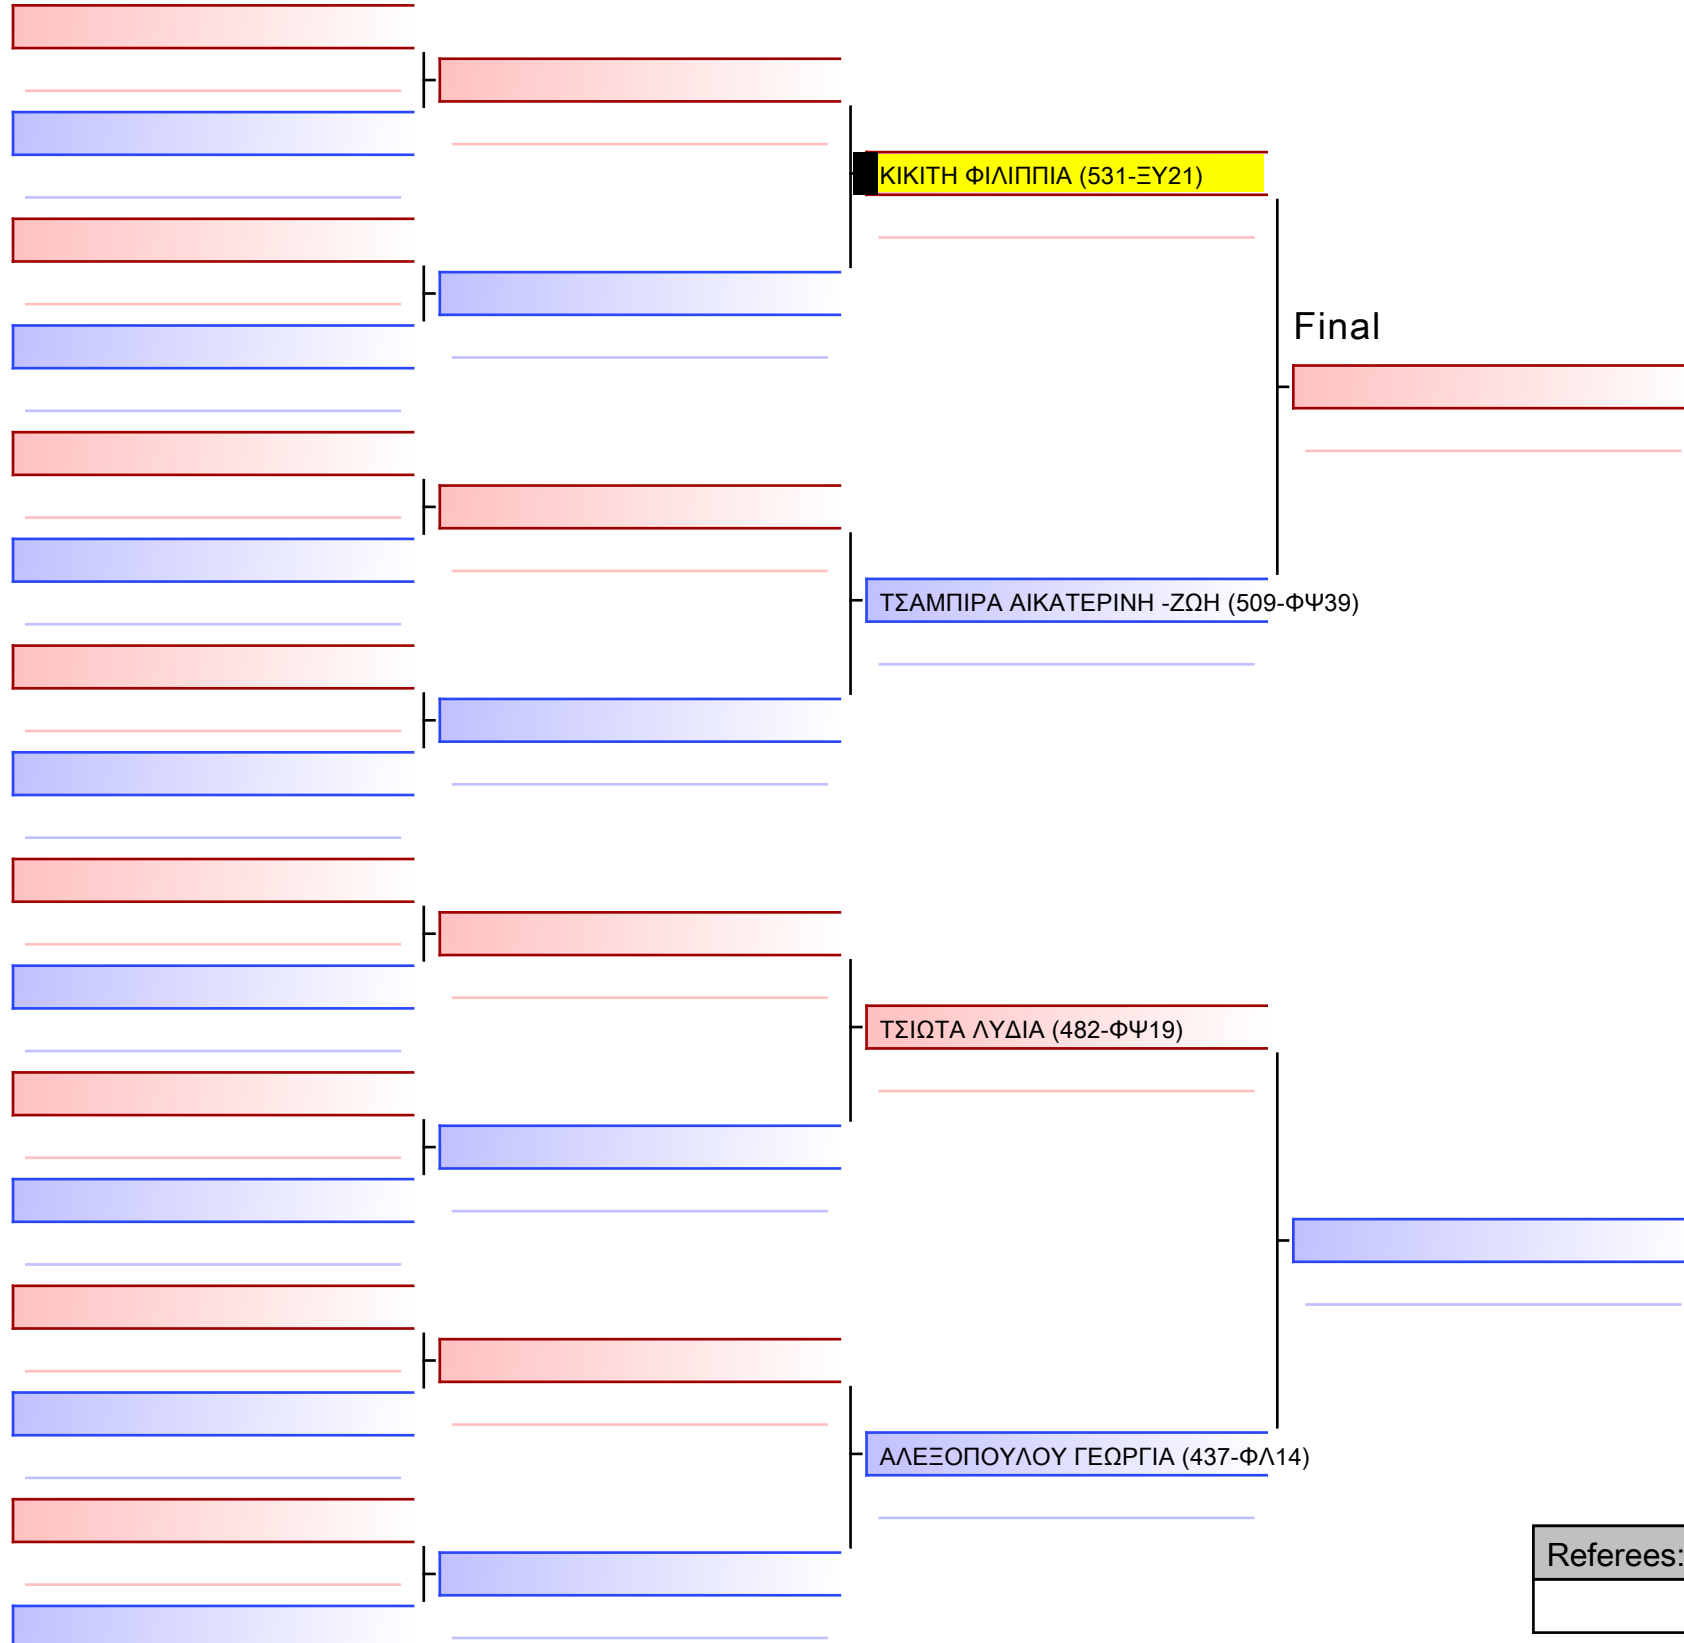 ΚΙΚΙΤΗ ΦΙΛΙΠΠΙΑ (531-ΞΥ21)
Final
ΤΣΑΜΠΙΡΑ ΑΙΚΑΤΕΡΙΝΗ -ΖΩΗ (509-ΦΨ39)
ΤΣΙΩΤΑ ΛΥΔΙΑ (482-ΦΨ19)
ΑΛΕΞΟΠΟΥΛΟΥ ΓΕΩΡΓΙΑ (437-ΦΛ14)
Referees: